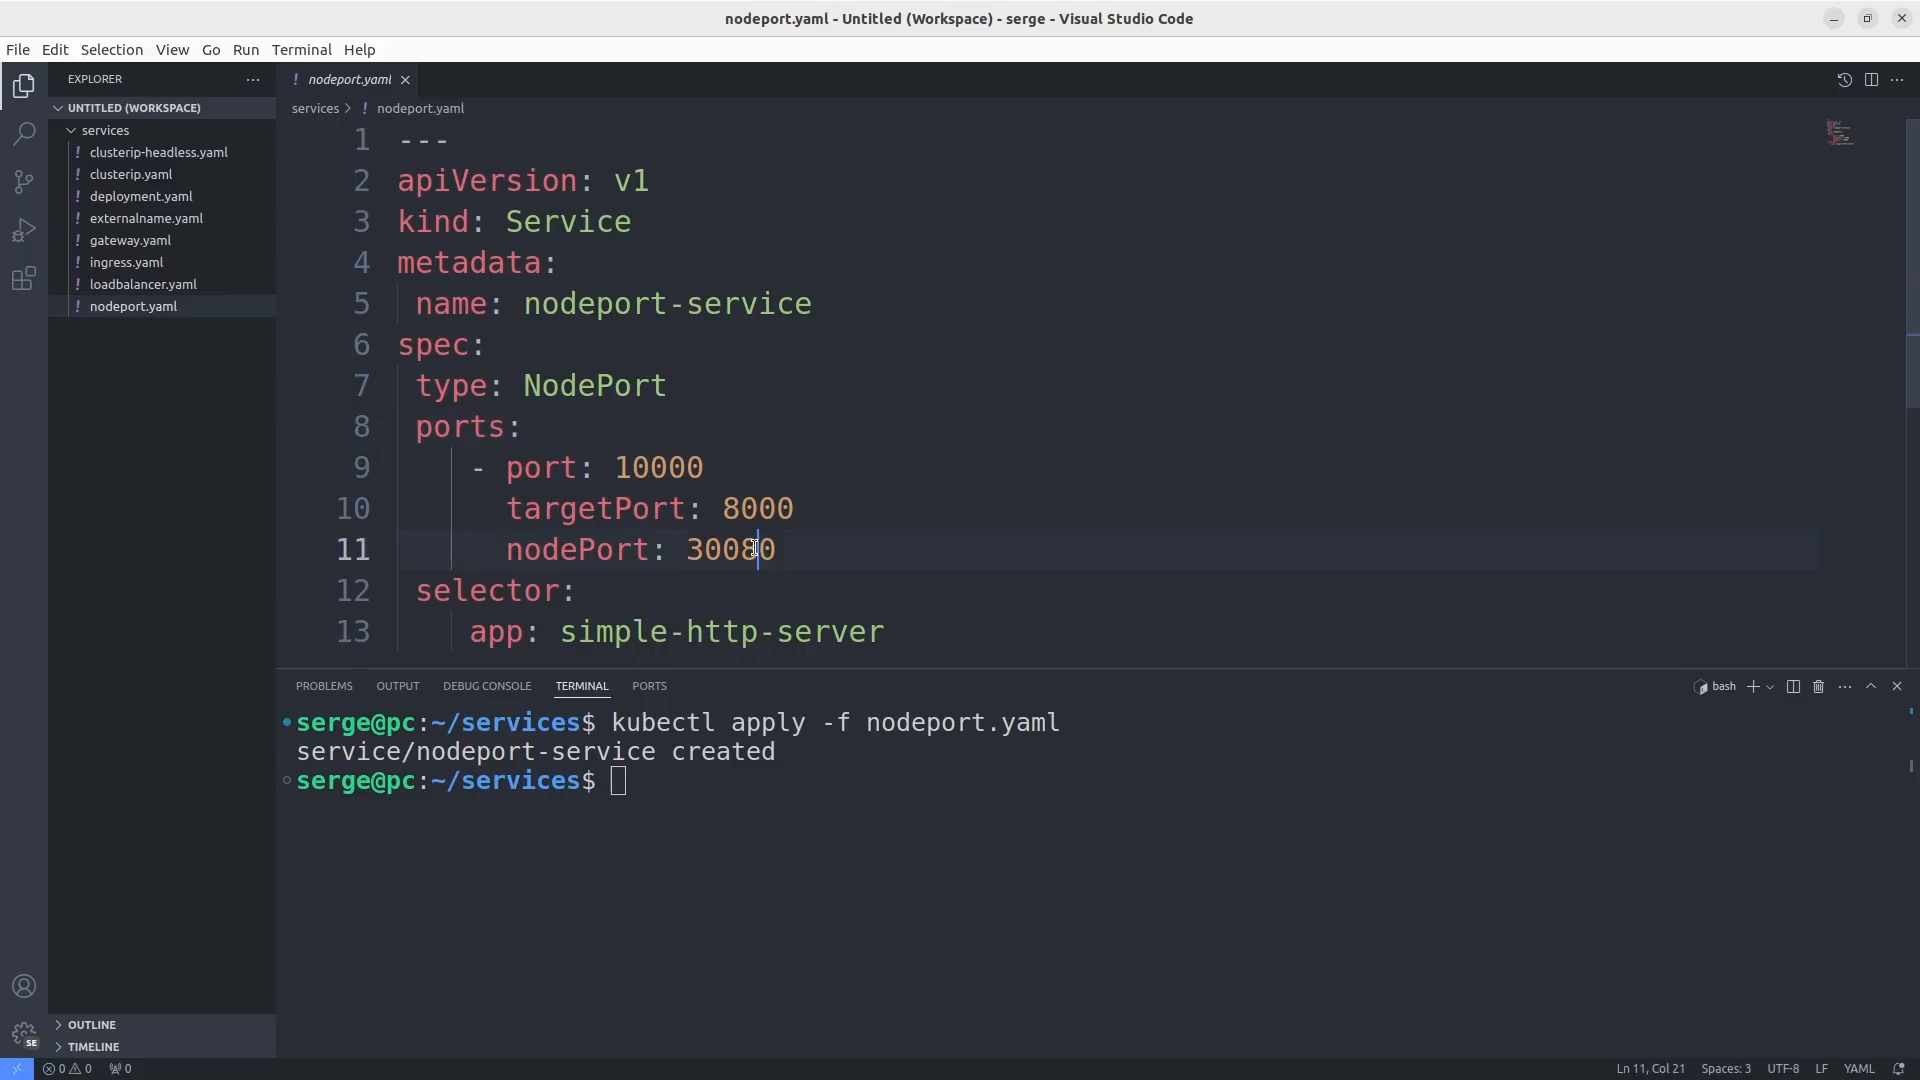 nodeport.yaml - Untitled (Workspace) - serge - Visual Studio Code
File Edit Selection View Go Run Terminal Help
EXPLORER
UNTITLED (WORKSPACE)
services
! clusterip-headless.yaml
! clusterip.yaml
! deployment.yaml
! externalname.yaml
! gateway.yaml
! ingress.yaml
! loadbalancer.yaml
! nodeport.yaml
OUTLINE
TIMELINE
SE
! nodeport.yaml
services > ! nodeport.yaml
1 ---
2 apiVersion: v1
3 kind: Service
4 metadata:
5 name: nodeport-service
6 spec:
7 type: NodePort
8 ports:
9 - port: 10000
10 targetPort: 8000
11 nodePort: 30080
12 selector:
13 app: simple-http-server
PROBLEMS OUTPUT DEBUG CONSOLE TERMINAL PORTS
bash
serge@pc:~/services$ kubectl apply -f nodeport.yaml
service/nodeport-service created
serge@pc:~/services$
0 0 0
Ln 11, Col 21 Spaces: 3 UTF-8 LF YAML